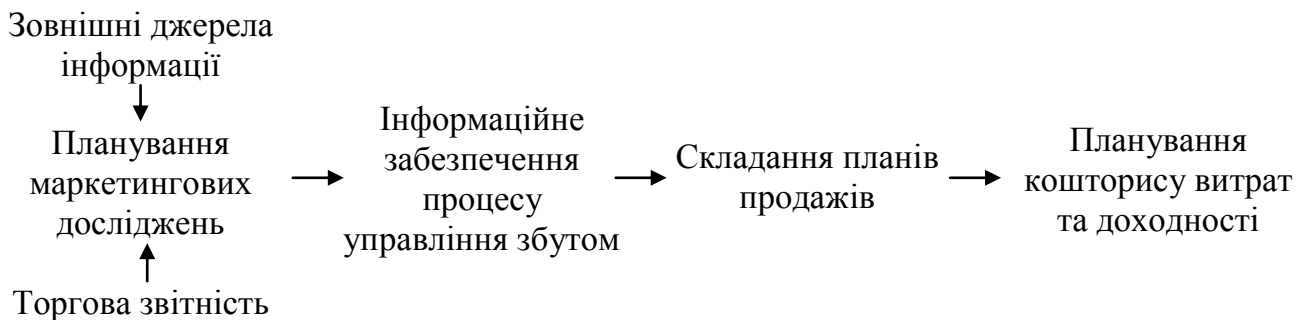 Зовнішні джерела
інформації
Планування
маркетингових
досліджень
Торгова звітність
Інформаційне
забезпечення
процесу
управління збутом
Складання планів
продажів
Планування
кошторису витрат
та доходності